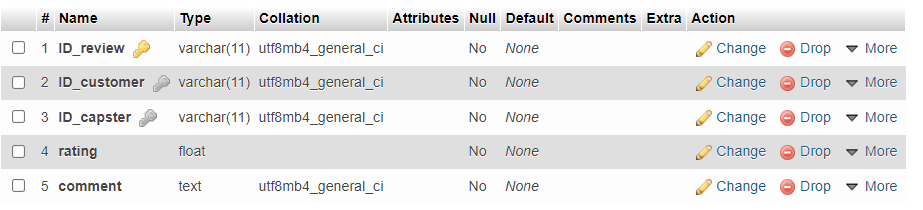 # Name Type Collation Attributes Null Default Comments Extra Action
1 ID_review varchar(11) utf8mb4_general_ci No None Change Drop More
2 ID_customer varchar(11) utf8mb4_general_ci No None Change Drop More
3 ID_capster varchar(11) utf8mb4_general_ci No None Change Drop More
4 rating float No None Change Drop More
5 comment text utf8mb4_general_ci No None Change Drop More